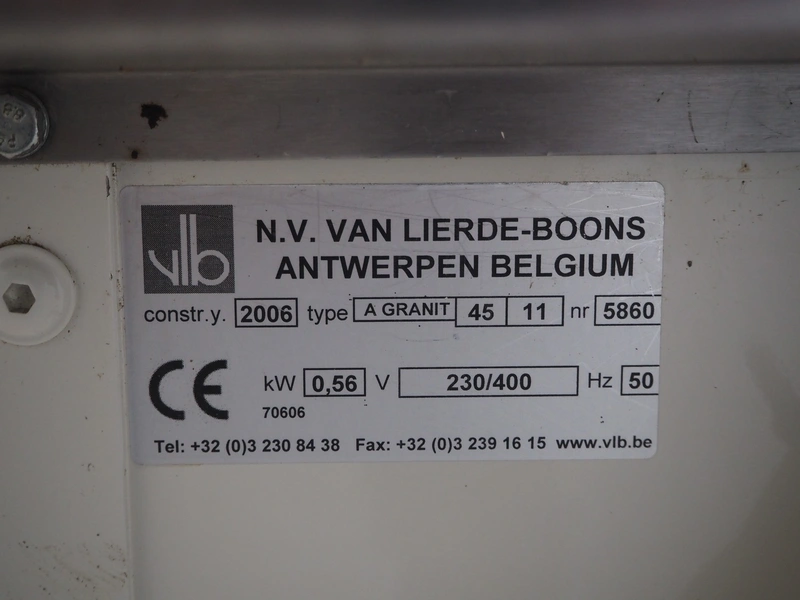 vlb
N.V. VAN LIERDE-BOONS
ANTWERPEN BELGIUM
constr.y. 2006 type A GRANIT 45 11 nr 5860
CE kW 0,56 V 230/400 Hz 50
70606
Tel: +32 (0)3 230 84 38 Fax: +32 (0)3 239 16 15 www.vlb.be